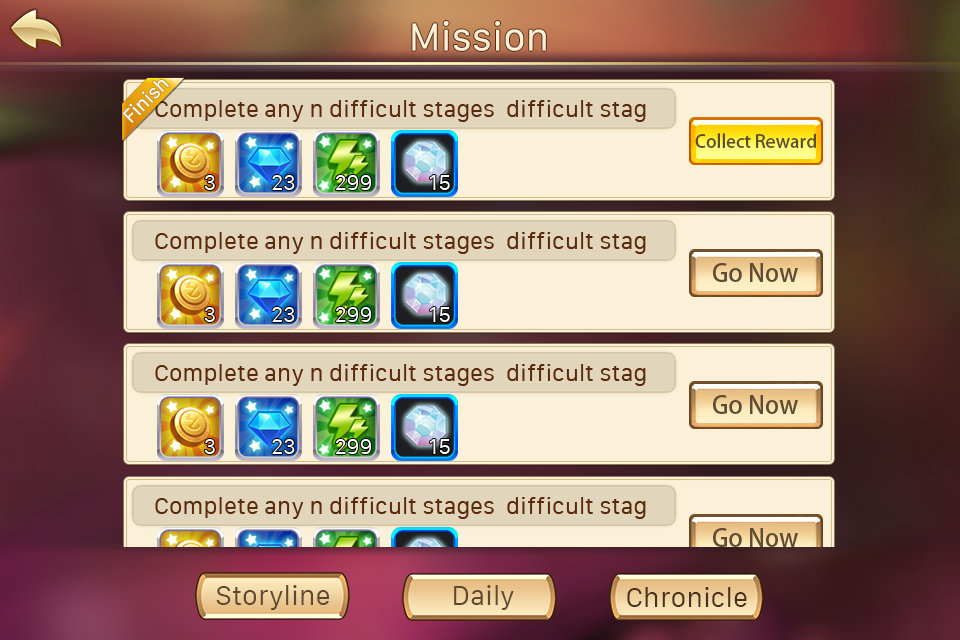 Mission
Finish
Complete any n difficult stages difficult stag
Collect Reward
3 23 299 15
Complete any n difficult stages difficult stag
Go Now
3 23 299 15
Complete any n difficult stages difficult stag
Go Now
3 23 299 15
Complete any n difficult stages difficult stag
Go Now
Storyline Daily Chronicle